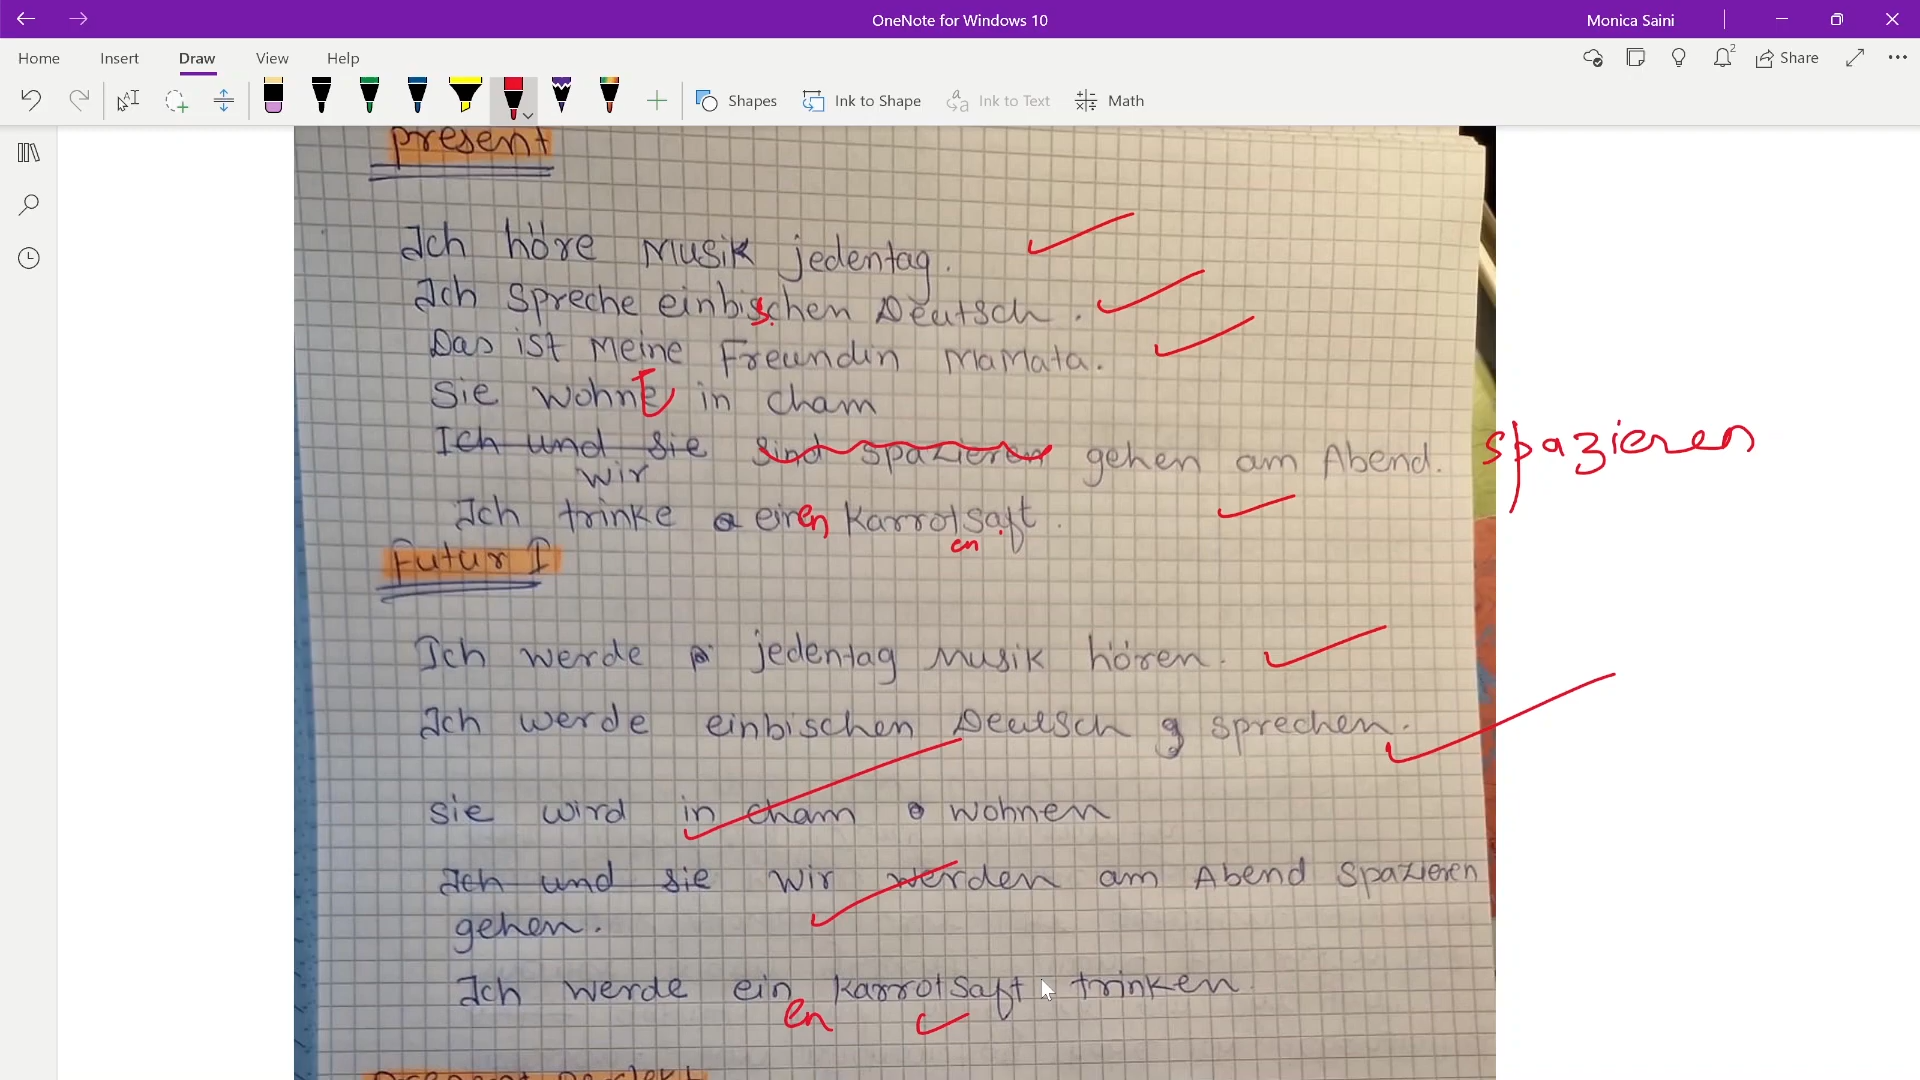 OneNote for Windows 10
Monica Saini
Home Insert Draw View Help
2 Share
Shapes Ink to Shape Ink to Text Math
present
Ich höre Musik jedentag.
Ich spreche einbischen Deutsch.
s
Das ist meine Freundin Mamata.
Sie wohnt in cham
Ich und sie sind spazieren gehen am Abend. spazieren
wir
Ich trinke einen Karrotsaft.
en
Futur I
Ich werde jedentag Musik hören.
Ich werde einbischen Deutsch g sprechen.
sie wird in cham wohnen
Ich und sie wir werden am Abend spazieren
gehen.
Ich werde ein Karrotsaft trinken.
en